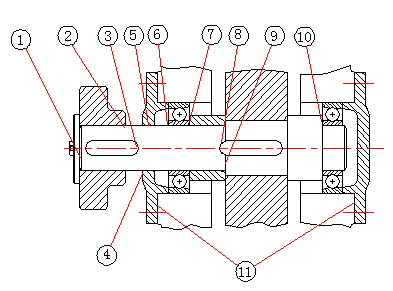 ① ② ③ ⑤ ⑥ ⑦ ⑧ ⑨ ⑩
④
⑪